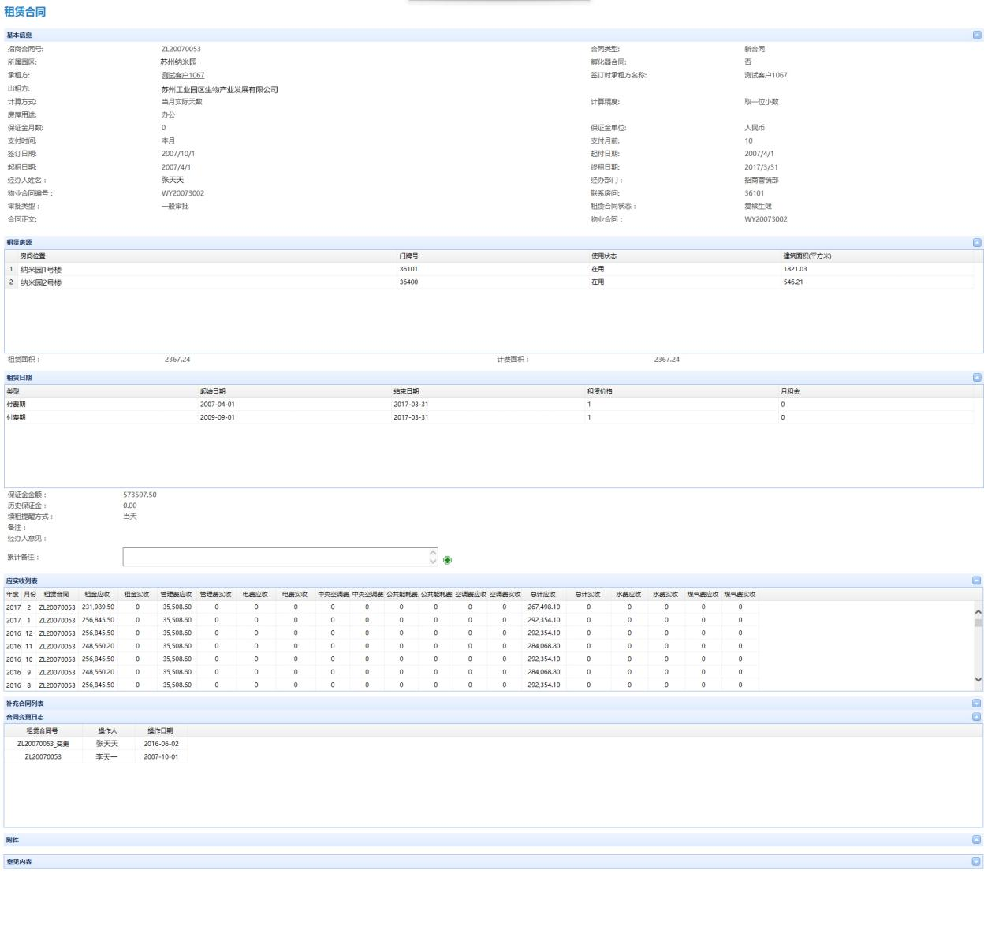 租赁合同
基本信息
招商合同号: ZL20070053 合同类型: 新合同
所属园区: 苏州纳米园 孵化器合同: 否
承租方: 测试客户1067 签订时承租方名称: 测试客户1067
出租方: 苏州工业园区生物产业发展有限公司
计算方式: 当月实际天数 计算精度: 取一位小数
房屋用途: 办公
保证金月数: 0 保证金单位: 人民币
支付时间: 本月 支付月前: 10
签订日期: 2007/10/1 起付日期: 2007/4/1
起租日期: 2007/4/1 终租日期: 2017/3/31
经办人姓名: 张天天 经办部门: 招商营销部
物业合同编号: WY20073002 联系房间: 36101
审批类型: 一般审批 租赁合同状态: 复核生效
合同正文: 物业合同: WY20073002
租赁房源
房间位置 门牌号 使用状态 建筑面积(平方米)
1 纳米园1号楼 36101 在用 1821.03
2 纳米园2号楼 36400 在用 546.21
租赁面积: 2367.24 计费面积: 2367.24
租赁日期
类型 起始日期 结束日期 租赁价格 月租金
付费期 2007-04-01 2017-03-31 1 0
付费期 2009-09-01 2017-03-31 1 0
保证金金额: 573597.50
历史保证金: 0.00
续租提醒方式: 当天
备注:
经办人意见:
累计备注:
应实收列表
年度 月份 租赁合同 租金应收 租金实收 管理费应收 管理费实收 电费应收 电费实收 中央空调费 中央空调费 公共能耗费 公共能耗费 空调费应收 空调费实收 总计应收 总计实收 水费应收 水费实收 煤气费应收 煤气费实收
2017 2 ZL20070053 231,989.50 0 35,508.60 0 0 0 0 0 0 0 0 0 267,498.10 0 0 0 0 0
2017 1 ZL20070053 256,845.50 0 35,508.60 0 0 0 0 0 0 0 0 0 292,354.10 0 0 0 0 0
2016 12 ZL20070053 256,845.50 0 35,508.60 0 0 0 0 0 0 0 0 0 292,354.10 0 0 0 0 0
2016 11 ZL20070053 248,560.20 0 35,508.60 0 0 0 0 0 0 0 0 0 284,068.80 0 0 0 0 0
2016 10 ZL20070053 256,845.50 0 35,508.60 0 0 0 0 0 0 0 0 0 292,354.10 0 0 0 0 0
2016 9 ZL20070053 248,560.20 0 35,508.60 0 0 0 0 0 0 0 0 0 284,068.80 0 0 0 0 0
2016 8 ZL20070053 256,845.50 0 35,508.60 0 0 0 0 0 0 0 0 0 292,354.10 0 0 0 0 0
补充合同列表
合同变更日志
租赁合同号 操作人 操作日期
ZL20070053_变更 张天天 2016-06-02
ZL20070053 李天一 2007-10-01
附件
意见内容